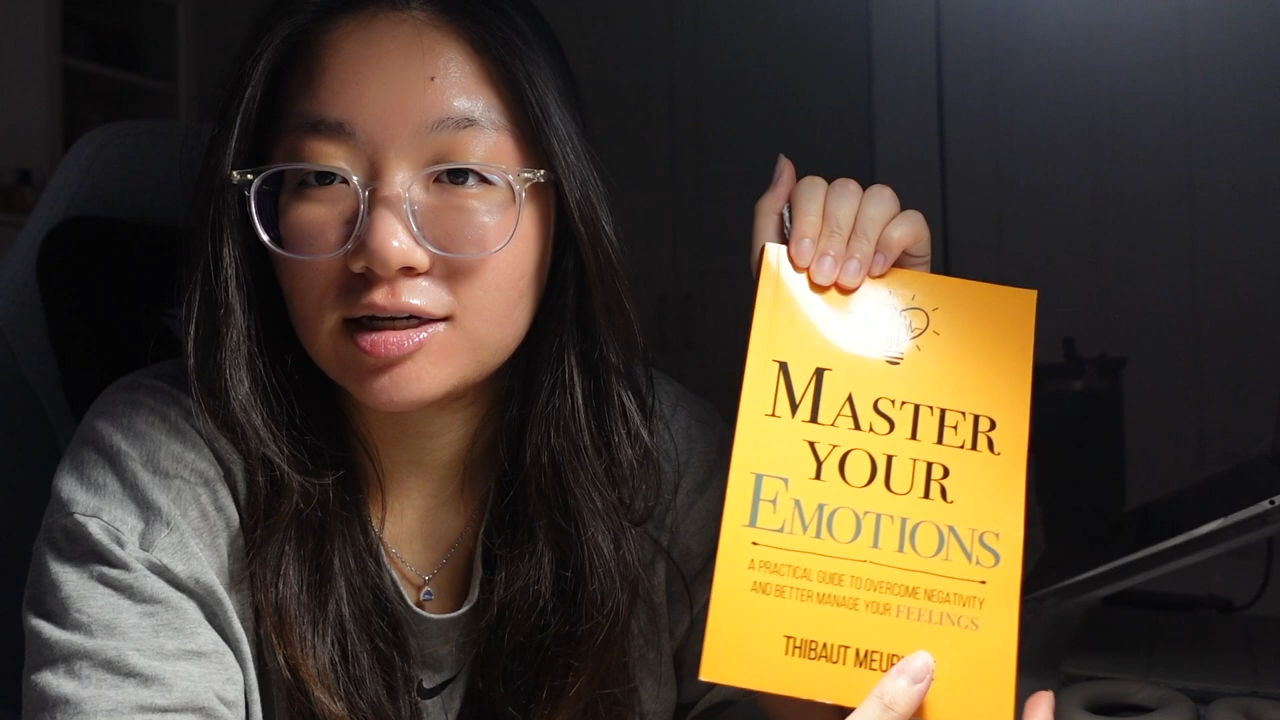 MASTER
YOUR
EMOTIONS
A PRACTICAL GUIDE TO OVERCOME NEGATIVITY
AND BETTER MANAGE YOUR FEELINGS
THIBAUT